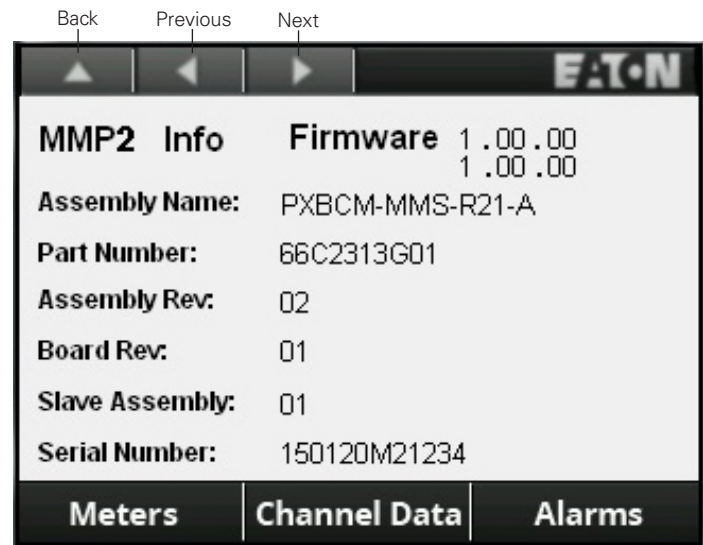 Back Previous Next
EATON
MMP2 Info Firmware 1.00.00
1.00.00
Assembly Name: PXBCM-MMS-R21-A
Part Number: 66C2313G01
Assembly Rev: 02
Board Rev: 01
Slave Assembly: 01
Serial Number: 150120M21234
Meters Channel Data Alarms